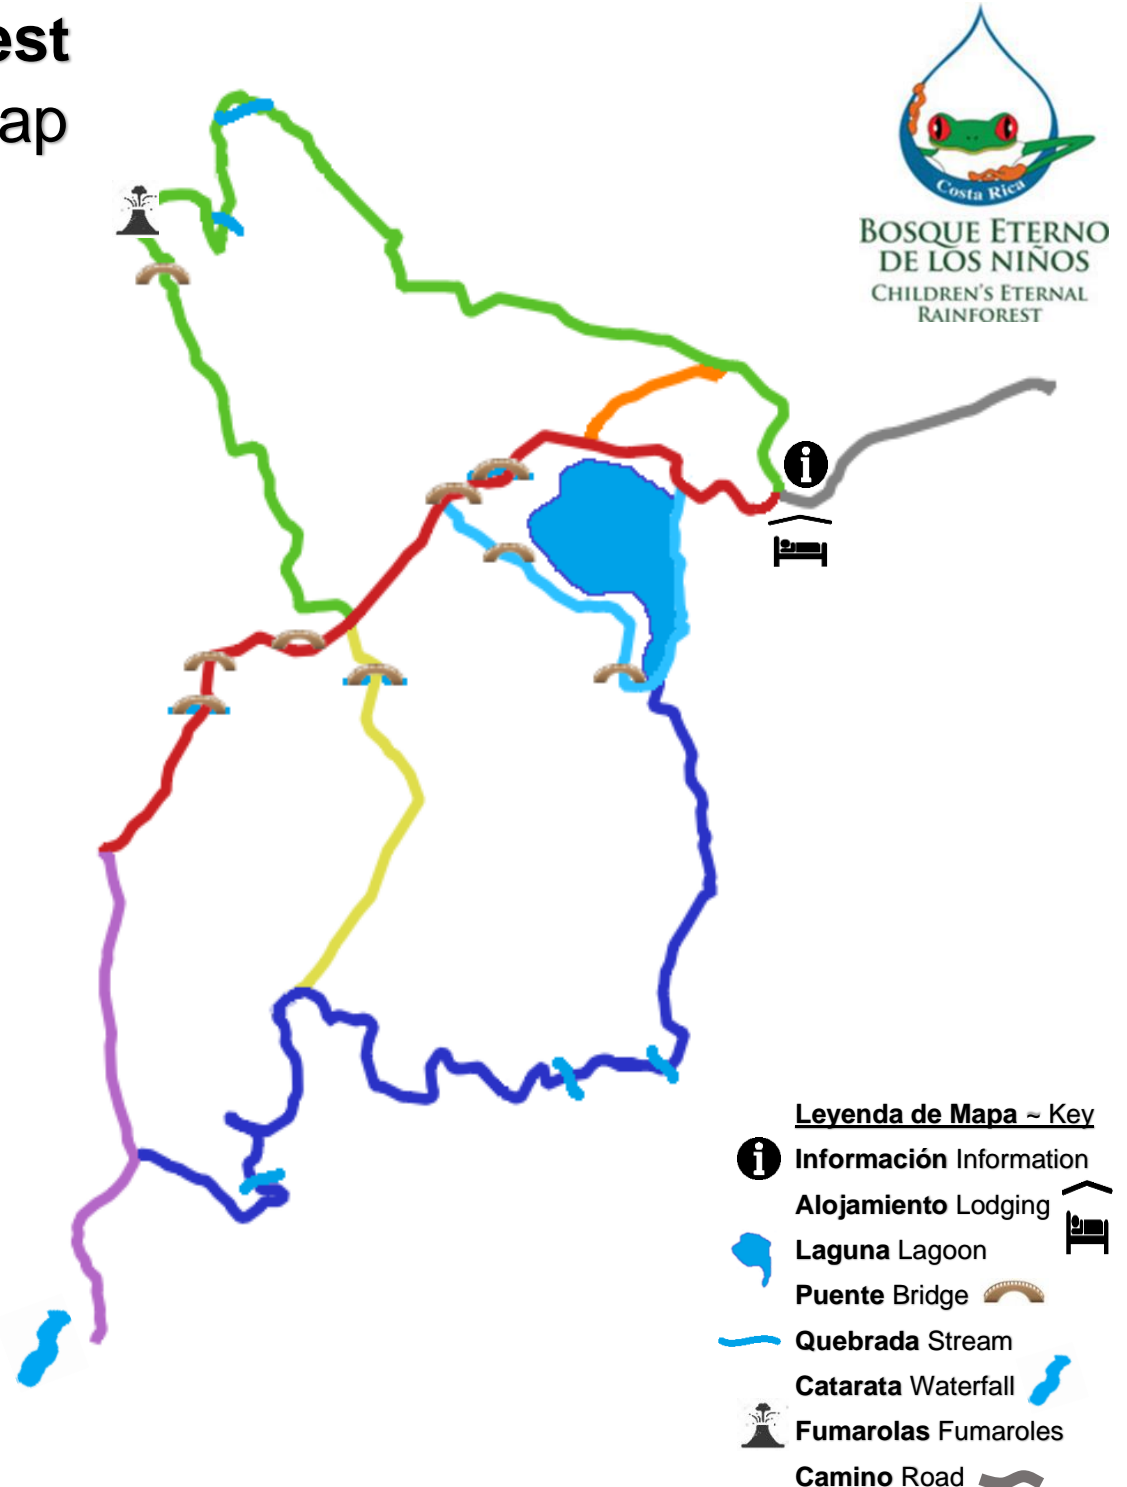 est
ap
Costa Rica
BOSQUE ETERNO
DE LOS NIÑOS
CHILDREN'S ETERNAL
RAINFOREST
Leyenda de Mapa ~ Key
Información Information
Alojamiento Lodging
Laguna Lagoon
Puente Bridge
Quebrada Stream
Catarata Waterfall
Fumarolas Fumaroles
Camino Road